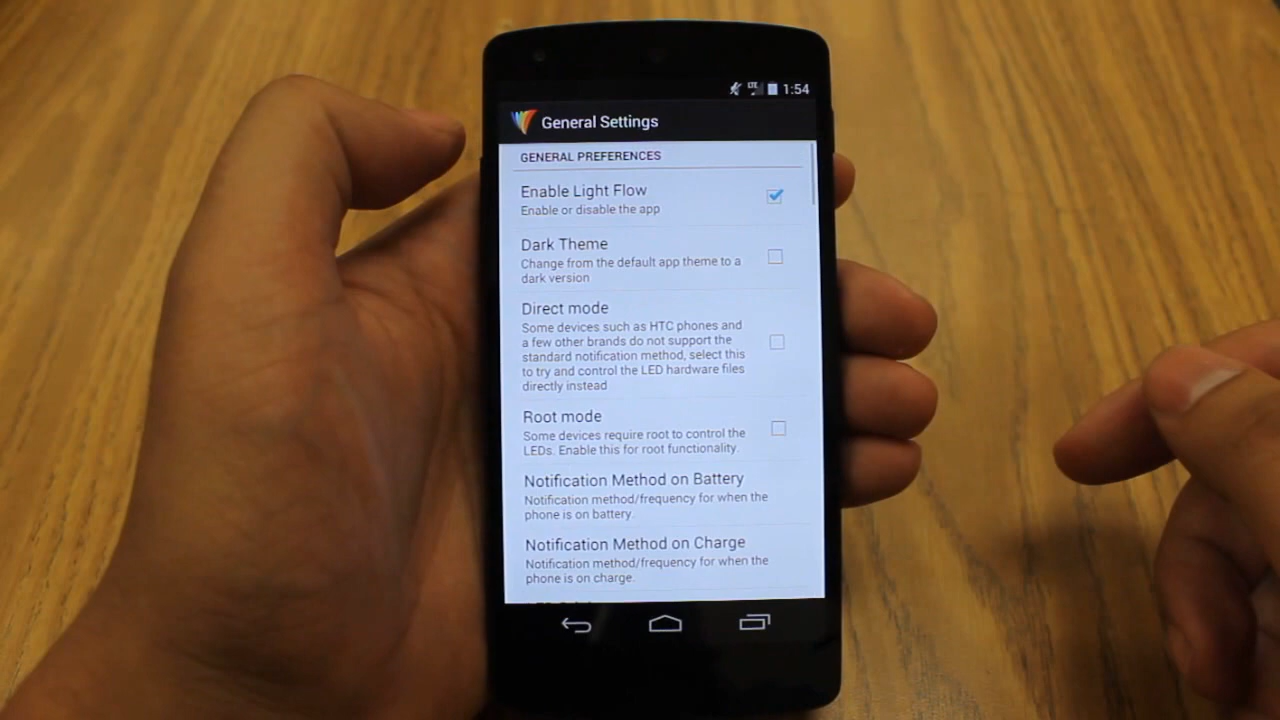 LTE 1:54
General Settings
GENERAL PREFERENCES
Enable Light Flow
Enable or disable the app
Dark Theme
Change from the default app theme to a
dark version
Direct mode
Some devices such as HTC phones and
a few other brands do not support the
standard notification method, select this
to try and control the LED hardware files
directly instead
Root mode
Some devices require root to control the
LEDs. Enable this for root functionality.
Notification Method on Battery
Notification method/frequency for when the
phone is on battery.
Notification Method on Charge
Notification method/frequency for when the
phone is on charge.